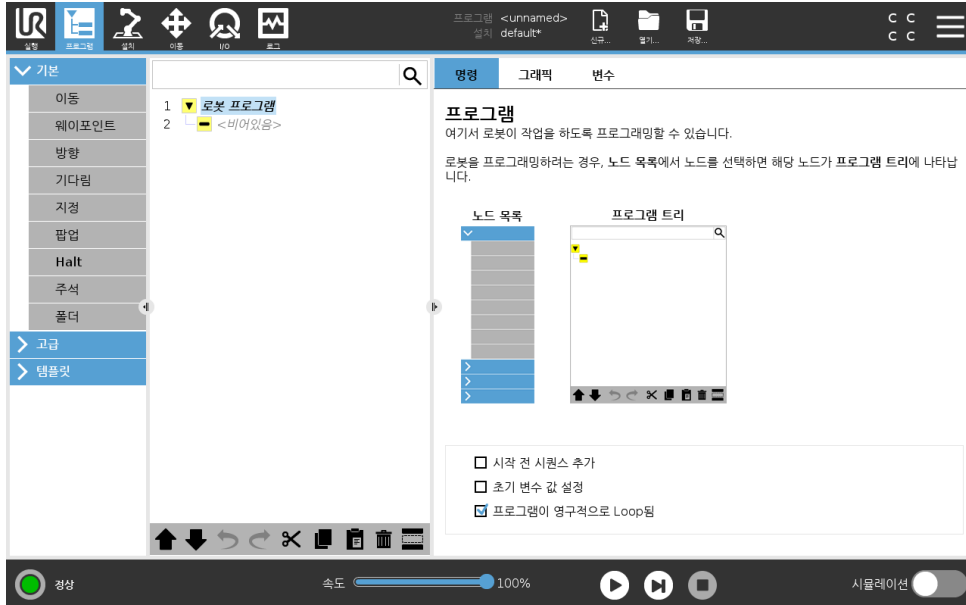 UR
실행
프로그램
설치
이동
I/O
로그
프로그램 <unnamed>
설치 default*
신규...
열기...
저장...
C C
C C
기본
이동
웨이포인트
방향
기다림
지정
팝업
Halt
주석
폴더
고급
템플릿
1 로봇 프로그램
2 <비어있음>
명령
그래픽
변수
프로그램
여기서 로봇이 작업을 하도록 프로그래밍할 수 있습니다.
로봇을 프로그래밍하려는 경우, 노드 목록에서 노드를 선택하면 해당 노드가 프로그램 트리에 나타납
니다.
노드 목록
프로그램 트리
시작 전 시퀀스 추가
초기 변수 값 설정
프로그램이 영구적으로 Loop됨
정상
속도
100%
시뮬레이션